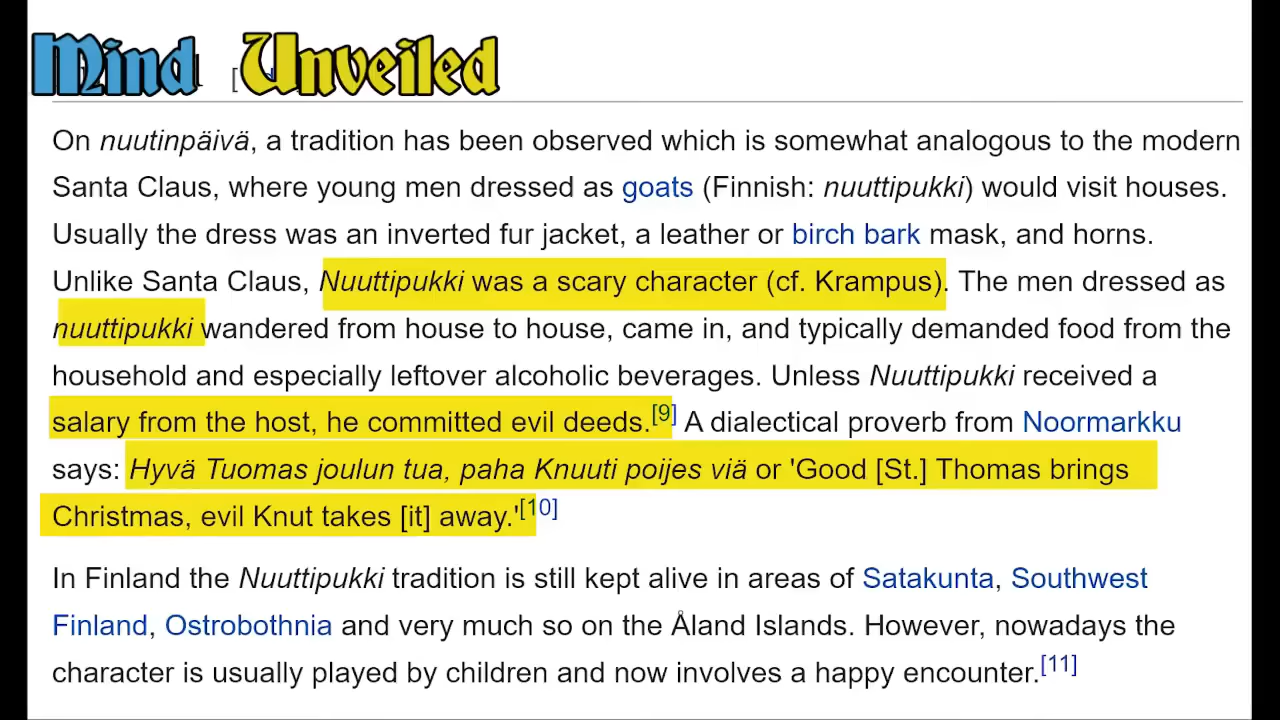 Mind Unveiled
[
On nuutinpäivä, a tradition has been observed which is somewhat analogous to the modern
Santa Claus, where young men dressed as goats (Finnish: nuuttipukki) would visit houses.
Usually the dress was an inverted fur jacket, a leather or birch bark mask, and horns.
Unlike Santa Claus, Nuuttipukki was a scary character (cf. Krampus). The men dressed as
nuuttipukki wandered from house to house, came in, and typically demanded food from the
household and especially leftover alcoholic beverages. Unless Nuuttipukki received a
salary from the host, he committed evil deeds.[9] A dialectical proverb from Noormarkku
says: Hyvä Tuomas joulun tua, paha Knuuti poijes viä or 'Good [St.] Thomas brings
Christmas, evil Knut takes [it] away.'[10]
In Finland the Nuuttipukki tradition is still kept alive in areas of Satakunta, Southwest
Finland, Ostrobothnia and very much so on the Åland Islands. However, nowadays the
character is usually played by children and now involves a happy encounter.[11]